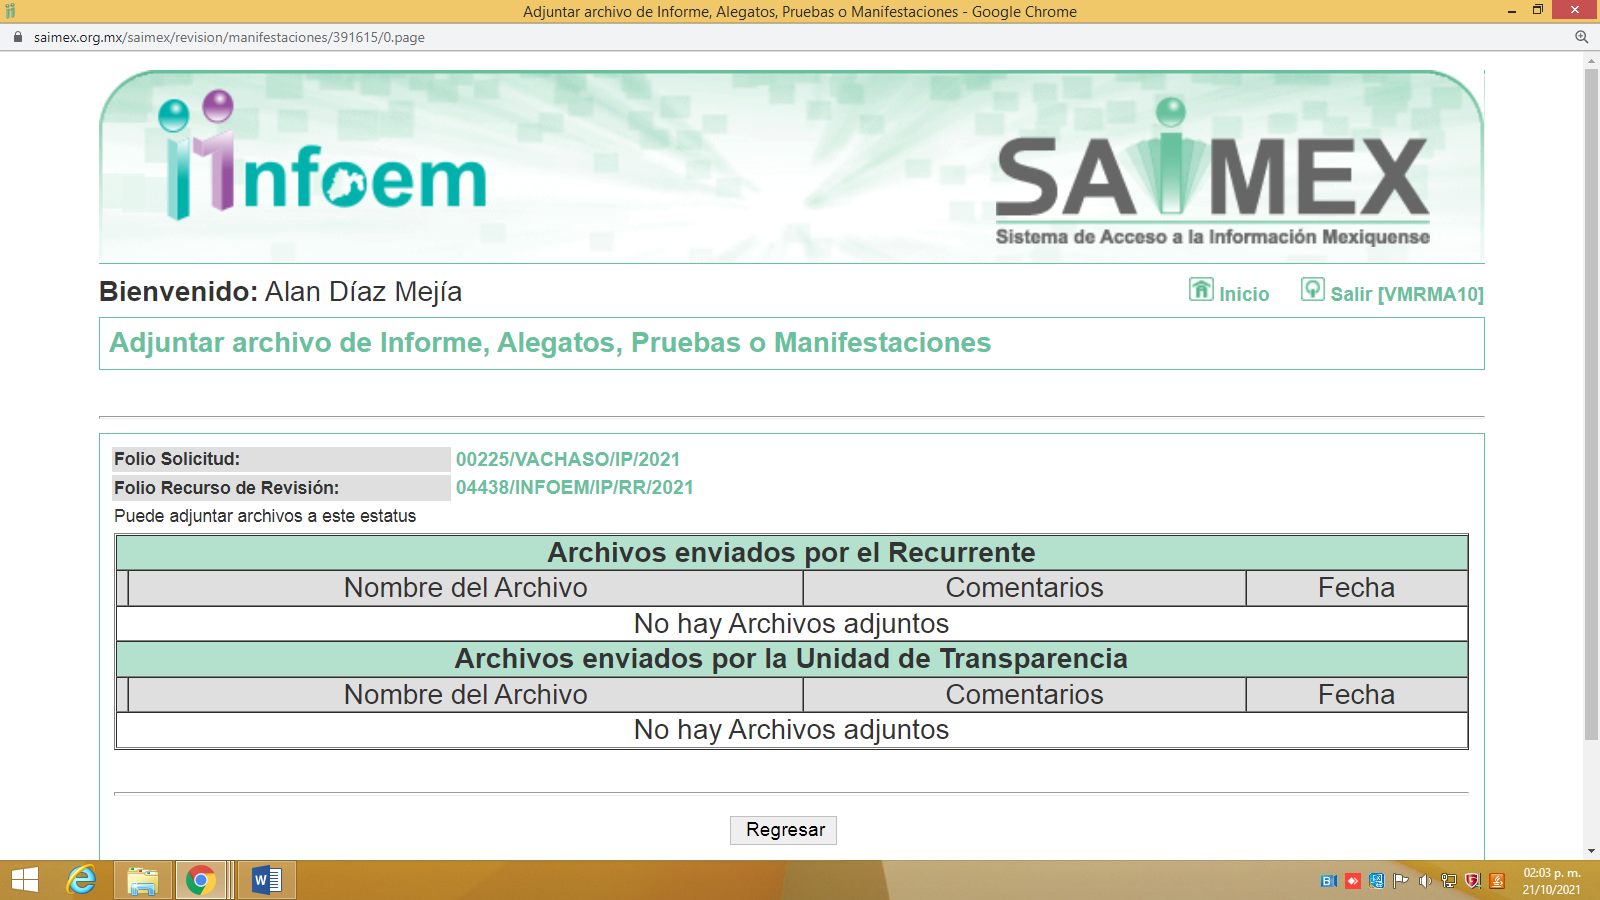 Adjuntar archivo de Informe, Alegatos, Pruebas o Manifestaciones - Google Chrome
saimex.org.mx/saimex/revision/manifestaciones/391615/0.page
infoem
SAIMEX
Sistema de Acceso a la Información Mexiquense
Bienvenido: Alan Díaz Mejía
Inicio
Salir [VMRMA10]
Adjuntar archivo de Informe, Alegatos, Pruebas o Manifestaciones
Folio Solicitud: 00225/VACHASO/IP/2021
Folio Recurso de Revisión: 04438/INFOEM/IP/RR/2021
Puede adjuntar archivos a este estatus
Archivos enviados por el Recurrente
Nombre del Archivo Comentarios Fecha
No hay Archivos adjuntos
Archivos enviados por la Unidad de Transparencia
Nombre del Archivo Comentarios Fecha
No hay Archivos adjuntos
Regresar
02:03 p. m.
21/10/2021